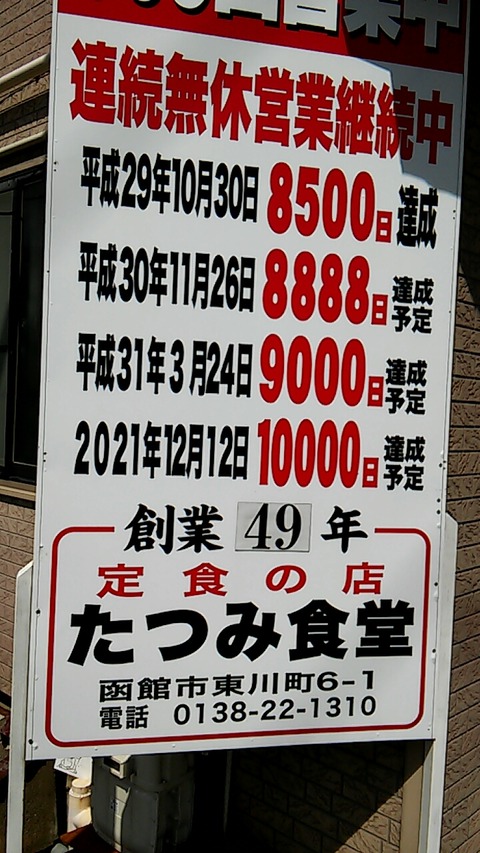 営業中
連続無休営業継続中
平成29年10月30日 8500日 達成
平成30年11月26日 8888日 達成予定
平成31年3月24日 9000日 達成予定
2021年12月12日 10000日 達成予定
創業 49 年
定食の店
たつみ食堂
函館市東川町6-1
電話 0138-22-1310